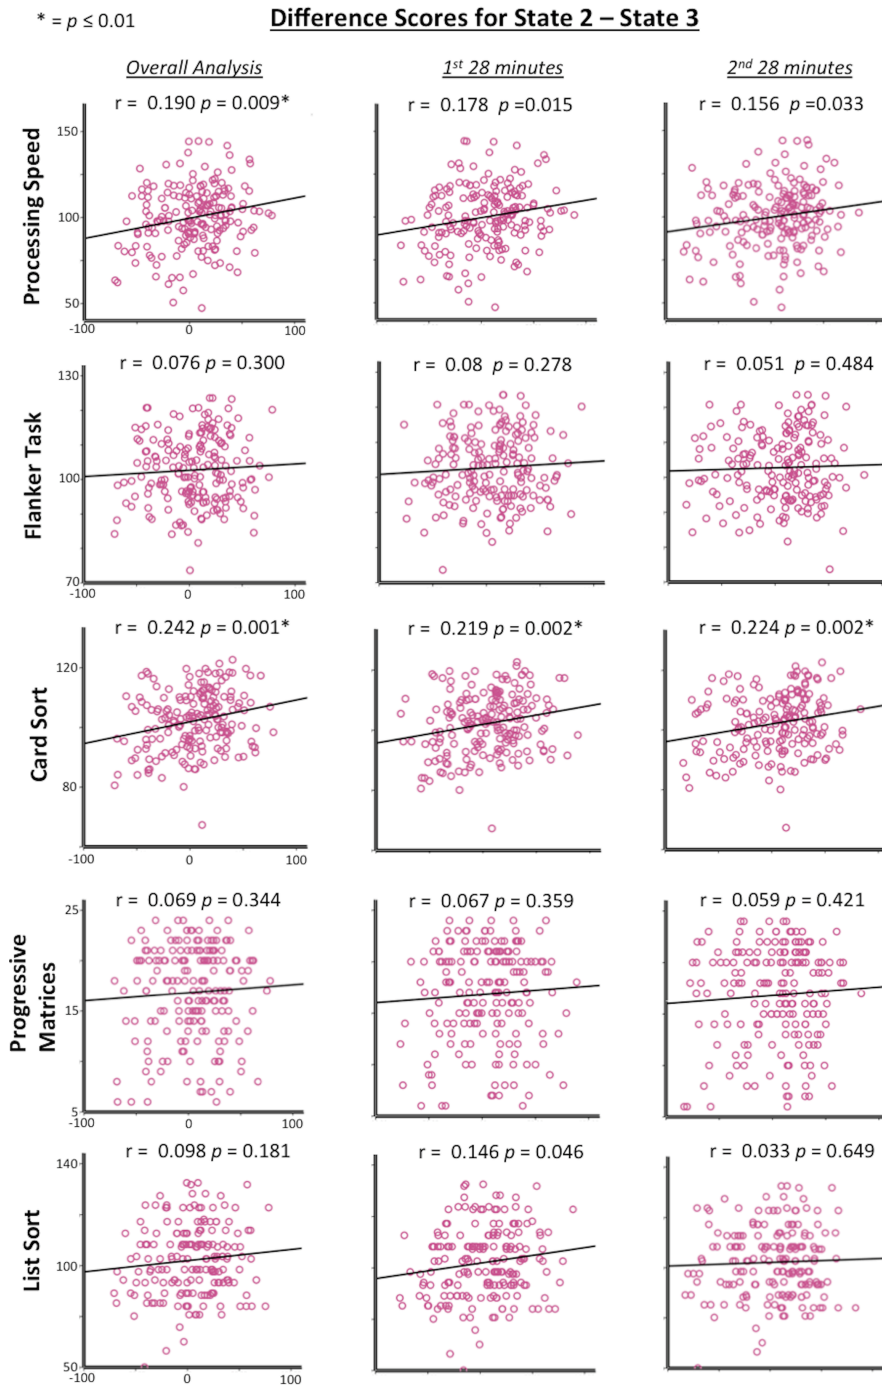 * = p ≤ 0.01
Difference Scores for State 2 – State 3
Overall Analysis
1st 28 minutes
2nd 28 minutes
Processing Speed
r = 0.190 p = 0.009*
r = 0.178 p =0.015
r = 0.156 p =0.033
150
100
50
-100
0
100
Flanker Task
r = 0.076 p = 0.300
r = 0.08 p = 0.278
r = 0.051 p = 0.484
130
100
70
-100
0
100
Card Sort
r = 0.242 p = 0.001*
r = 0.219 p = 0.002*
r = 0.224 p = 0.002*
120
80
-100
0
100
Progressive
Matrices
r = 0.069 p = 0.344
r = 0.067 p = 0.359
r = 0.059 p = 0.421
25
15
5
-100
0
100
List Sort
r = 0.098 p = 0.181
r = 0.146 p = 0.046
r = 0.033 p = 0.649
140
100
50
-100
0
100